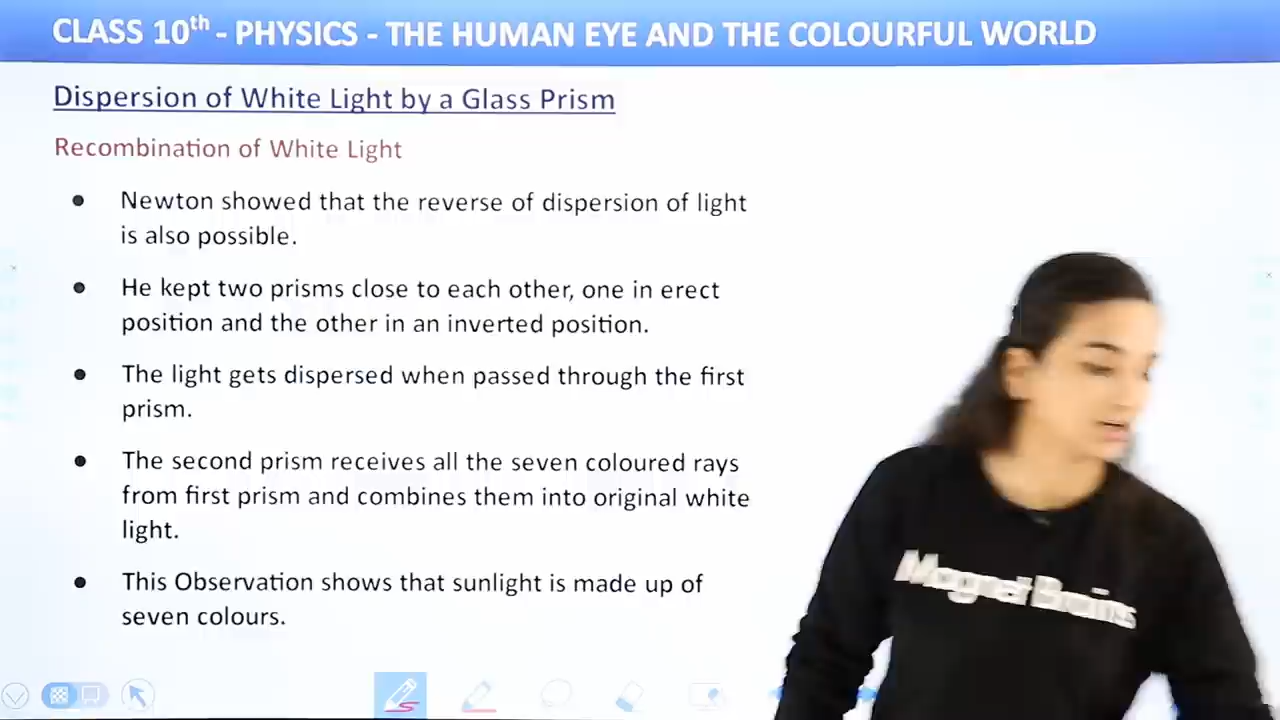 CLASS 10th - PHYSICS - THE HUMAN EYE AND THE COLOURFUL WORLD
Dispersion of White Light by a Glass Prism
Recombination of White Light
• Newton showed that the reverse of dispersion of light
is also possible.
• He kept two prisms close to each other, one in erect
position and the other in an inverted position.
• The light gets dispersed when passed through the first
prism.
• The second prism receives all the seven coloured rays
from first prism and combines them into original white
light.
• This Observation shows that sunlight is made up of
seven colours.
Magnet Brains